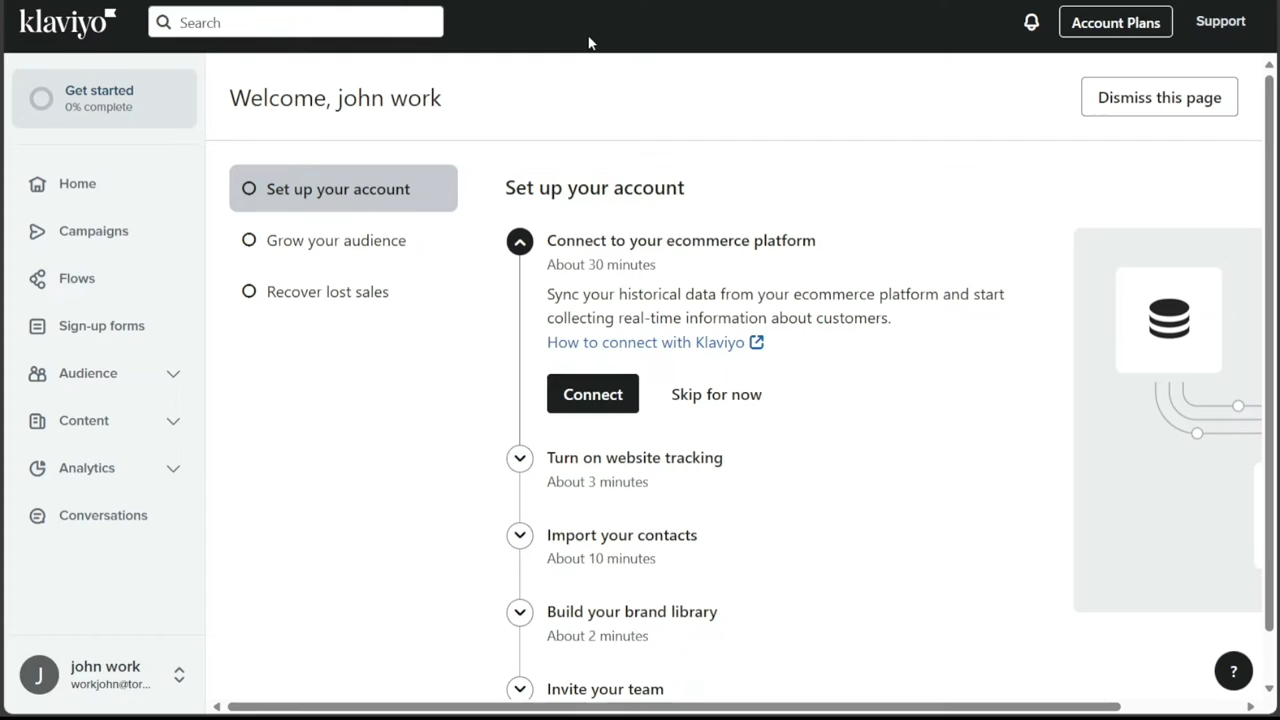 klaviyo
Search
Account Plans
Support
Get started
0% complete
Home
Campaigns
Flows
Sign-up forms
Audience
Content
Analytics
Conversations
J
john work
workjohn@tor...
Welcome, john work
Dismiss this page
Set up your account
Grow your audience
Recover lost sales
Set up your account
Connect to your ecommerce platform
About 30 minutes
Sync your historical data from your ecommerce platform and start
collecting real-time information about customers.
How to connect with Klaviyo
Connect
Skip for now
Turn on website tracking
About 3 minutes
Import your contacts
About 10 minutes
Build your brand library
About 2 minutes
Invite your team
?